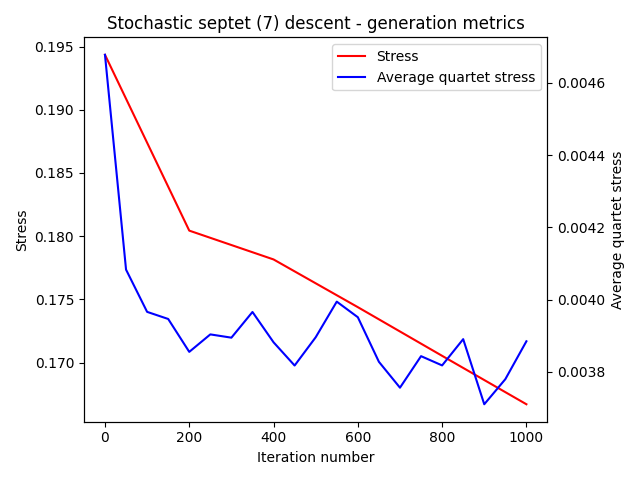 Stochastic septet (7) descent - generation metrics
Stress
Average quartet stress
0.195
0.190
0.185
0.180
0.175
0.170
Stress
0.0046
0.0044
0.0042
0.0040
0.0038
Average quartet stress
0 200 400 600 800 1000
Iteration number